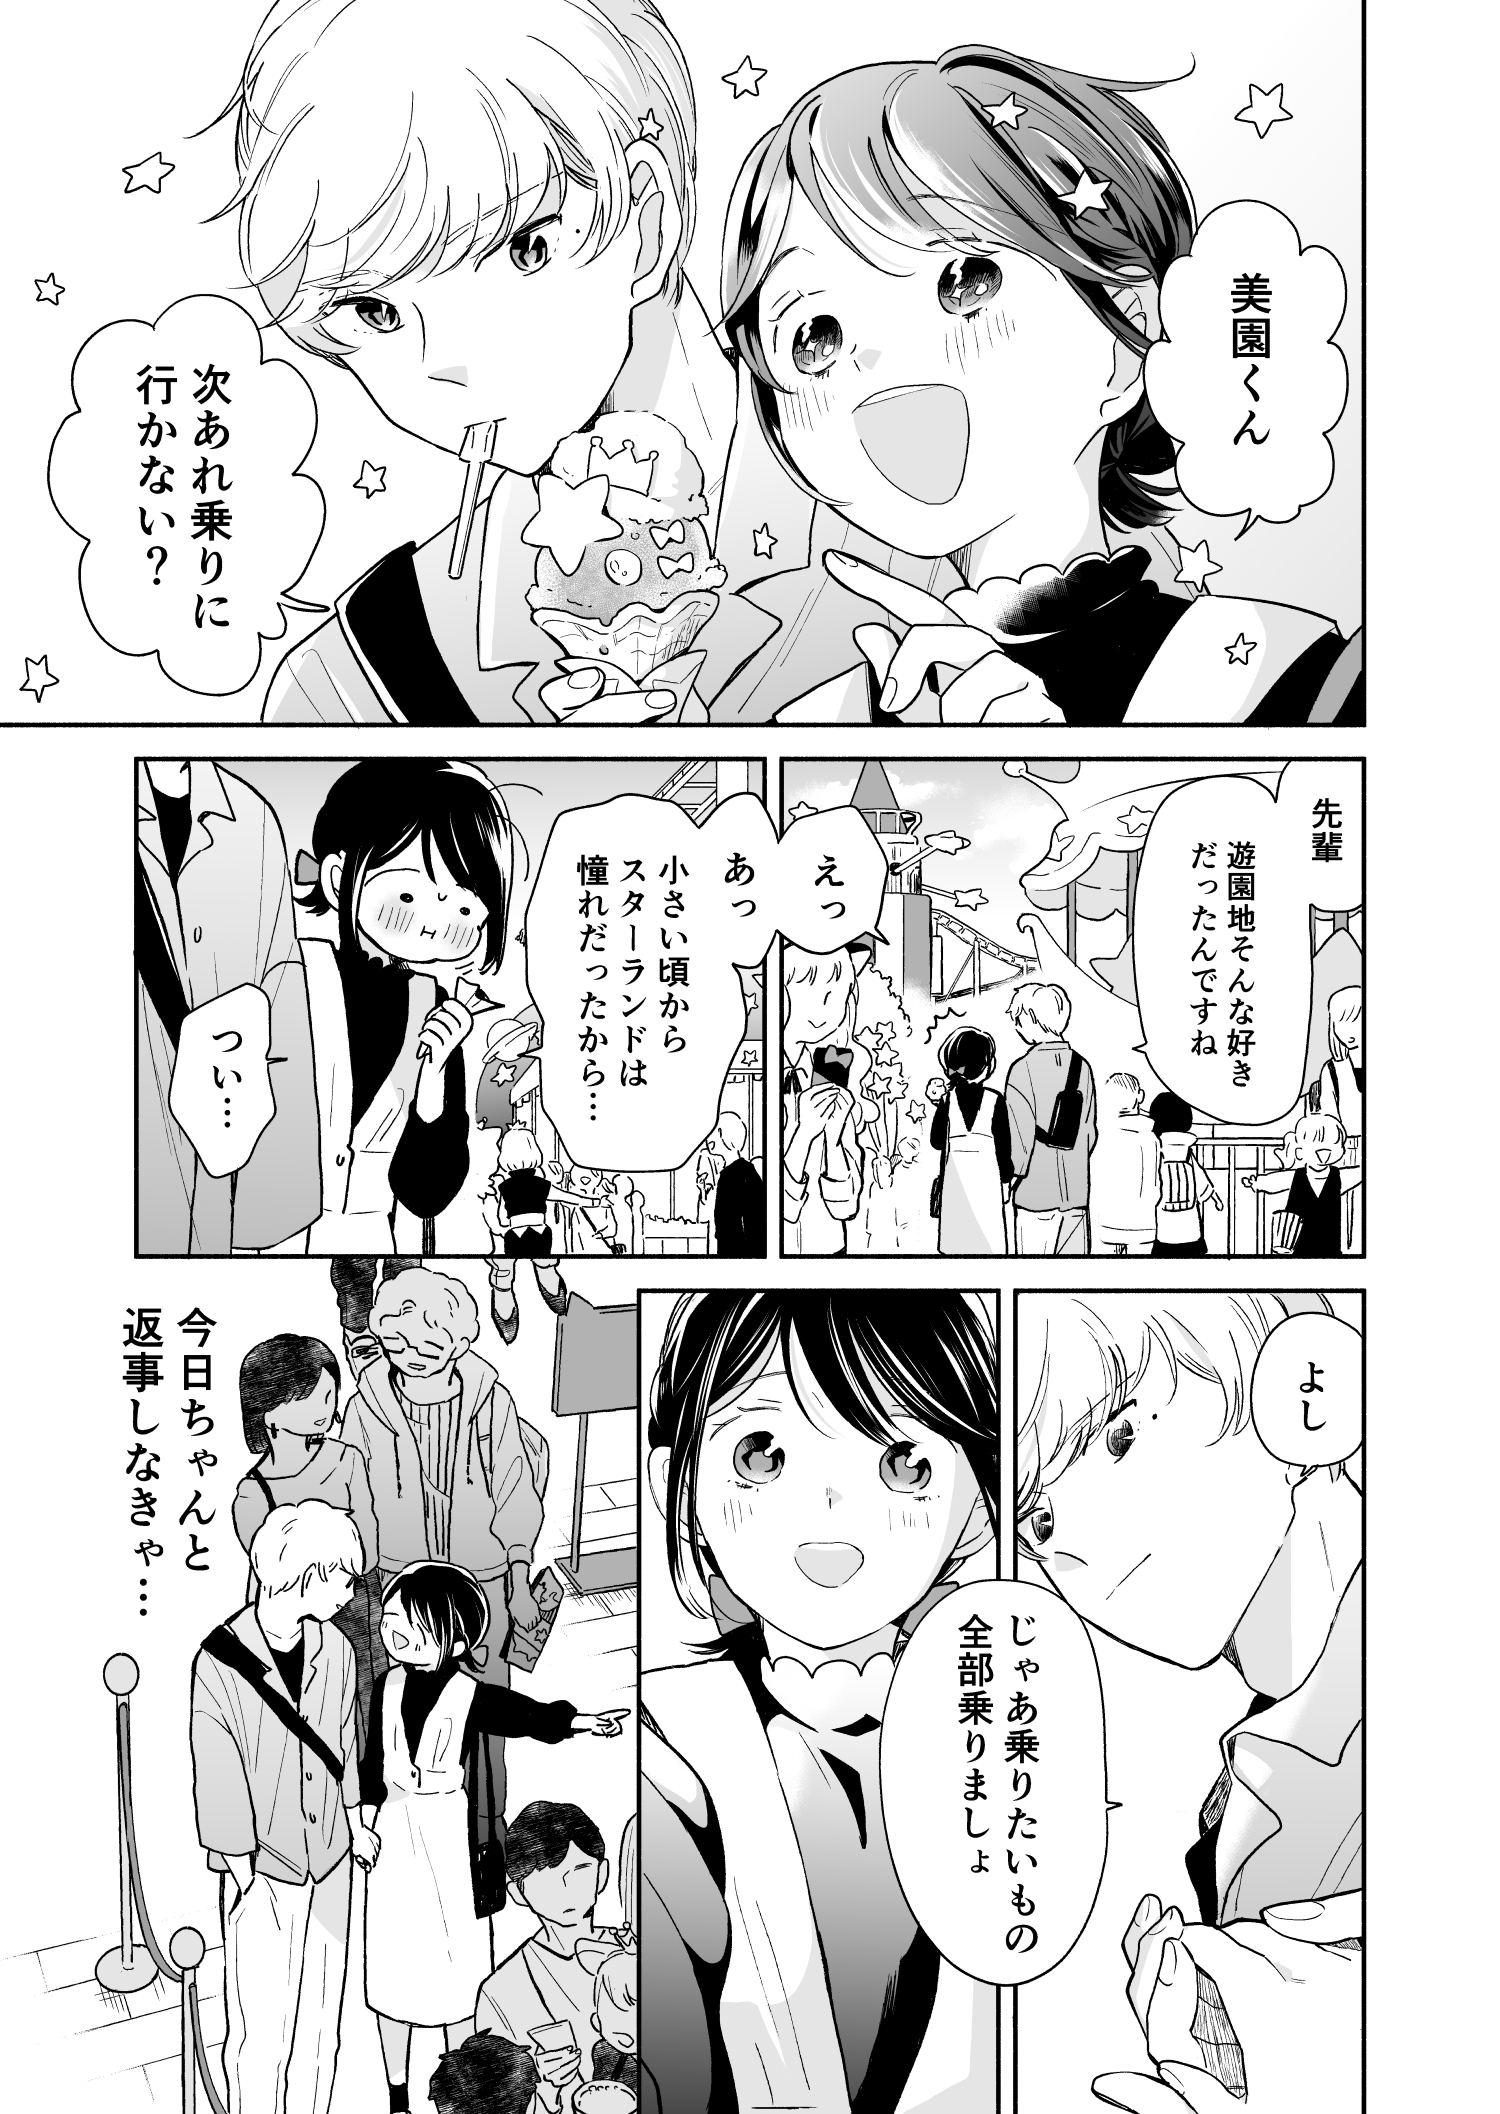 美園くん
次あれ乗りに
行かない？
先輩
遊園地そんな好き
だったんですね
えっ
あっ
小さい頃から
スターランドは
憧れだったから…
つい…
よし
じゃあ乗りたいもの
全部乗りましょ
今日ちゃんと
返事しなきゃ…